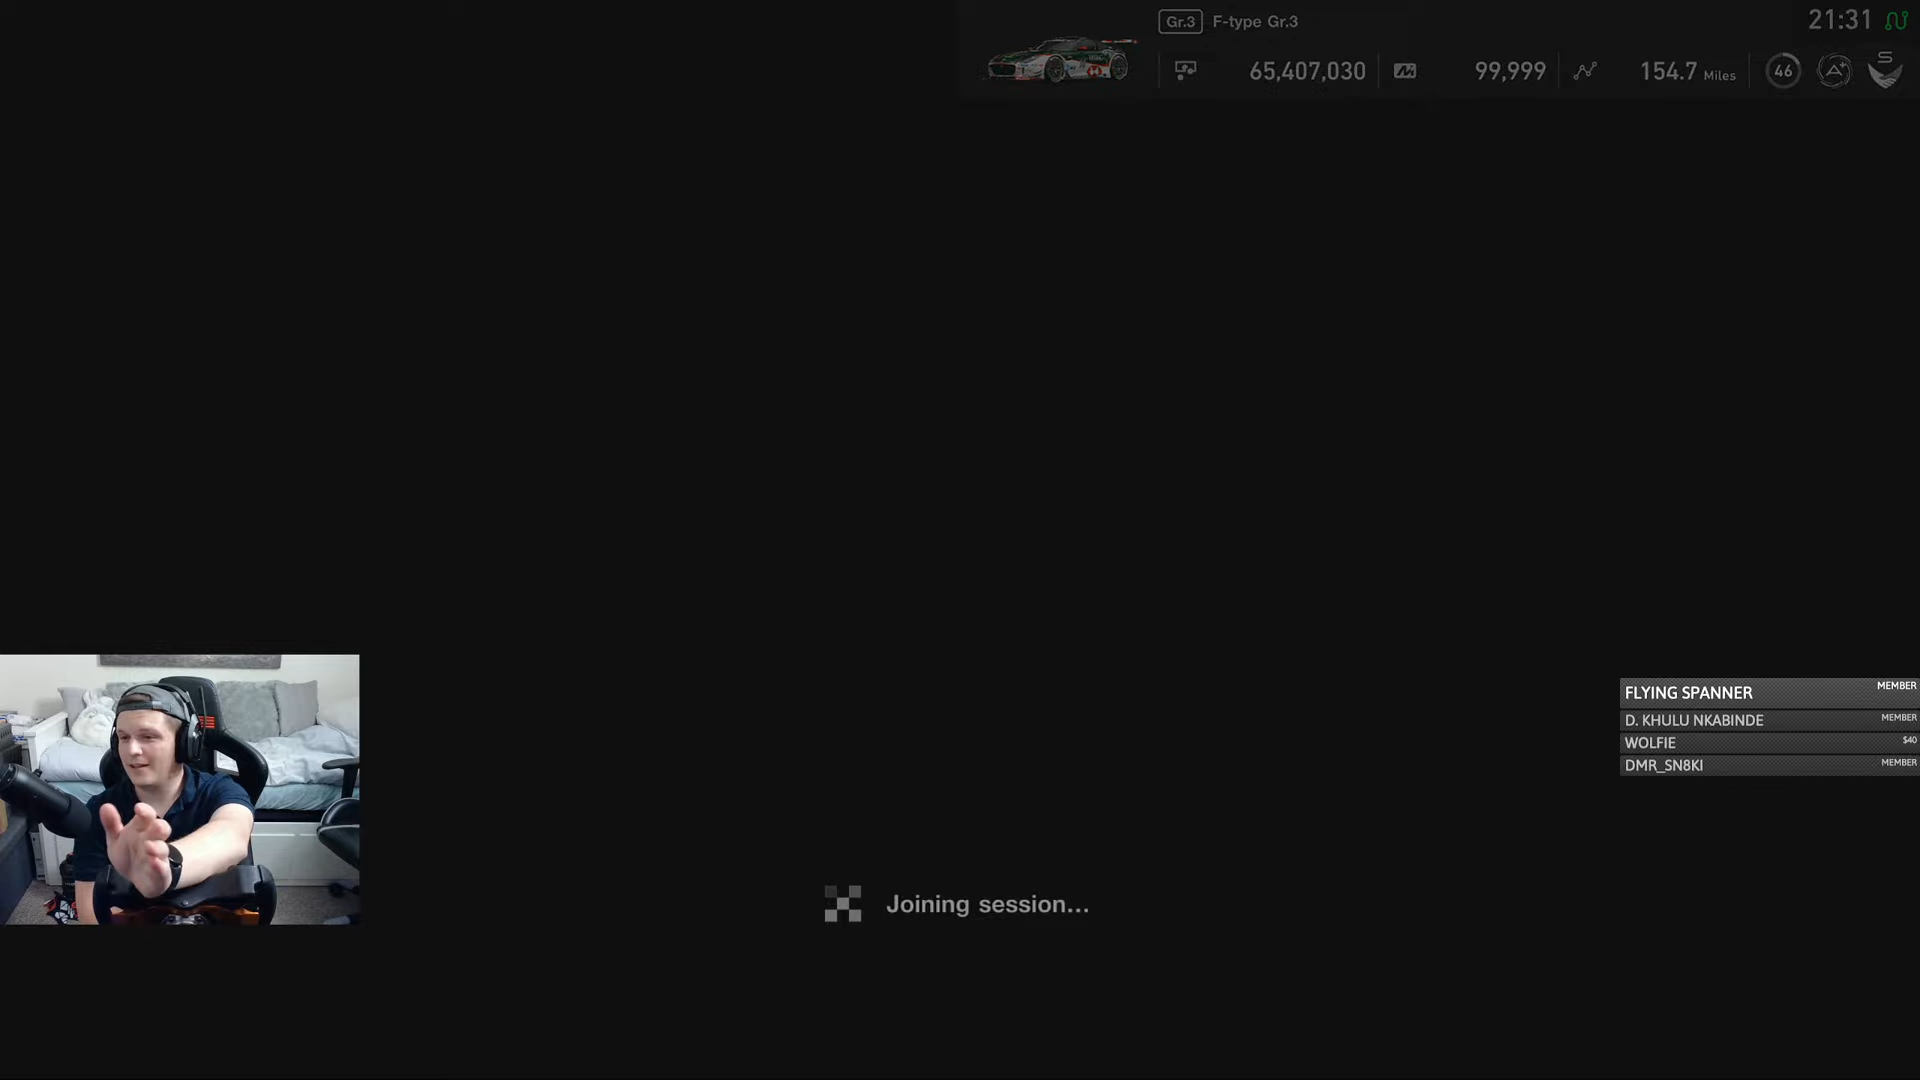 Gr.3 F-type Gr.3
21:31
65,407,030
99,999
154.7 Miles
46
A+
S
FLYING SPANNER MEMBER
D. KHULU NKABINDE MEMBER
WOLFIE $40
DMR_SN8KI MEMBER
Joining session...